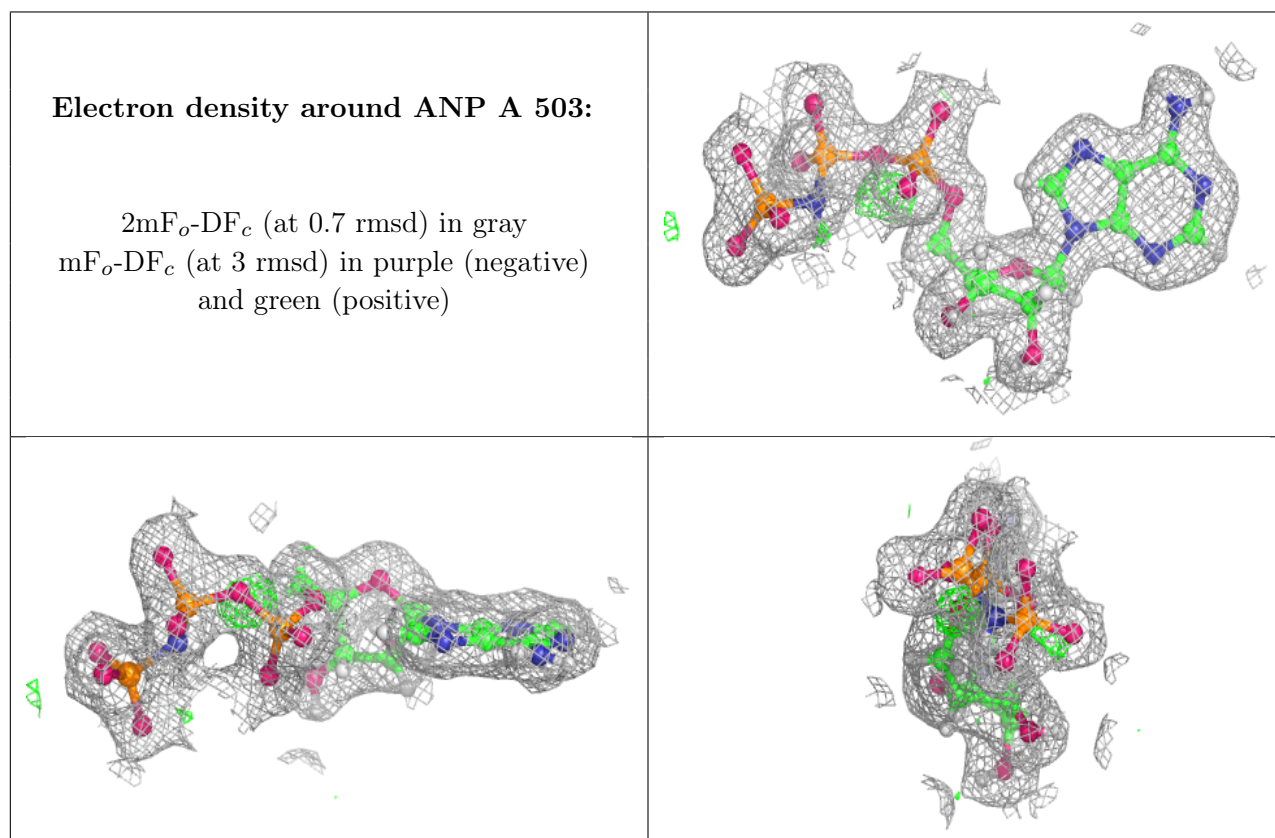 Electron density around ANP A 503:
2mFo-DFc (at 0.7 rmsd) in gray
mFo-DFc (at 3 rmsd) in purple (negative)
and green (positive)